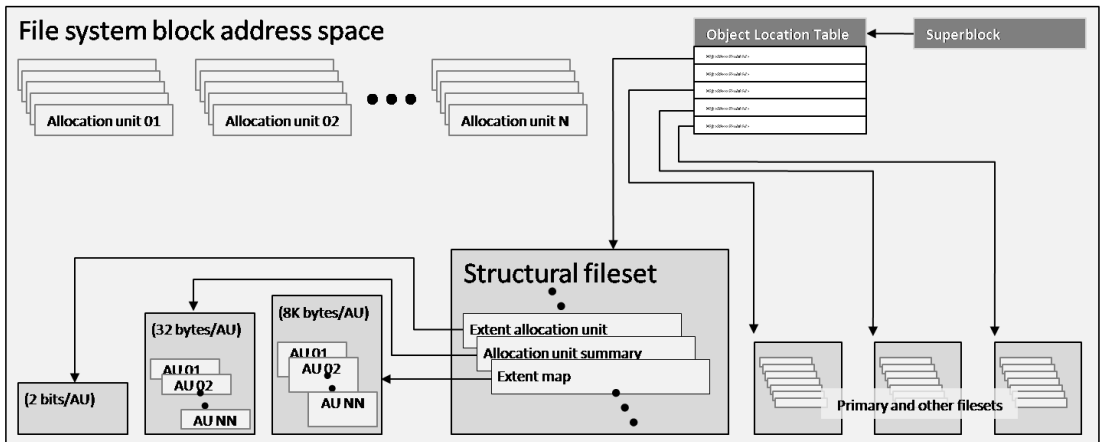 File system block address space
Object Location Table
Superblock
Allocation unit 01
Allocation unit 02
Allocation unit N
Structural fileset
(8K bytes/AU)
(32 bytes/AU)
Extent allocation unit
AU 01
Allocation unit summary
AU 01
AU 02
Extent map
AU 02
(2 bits/AU)
AU NN
Primary and other filesets
AU NN